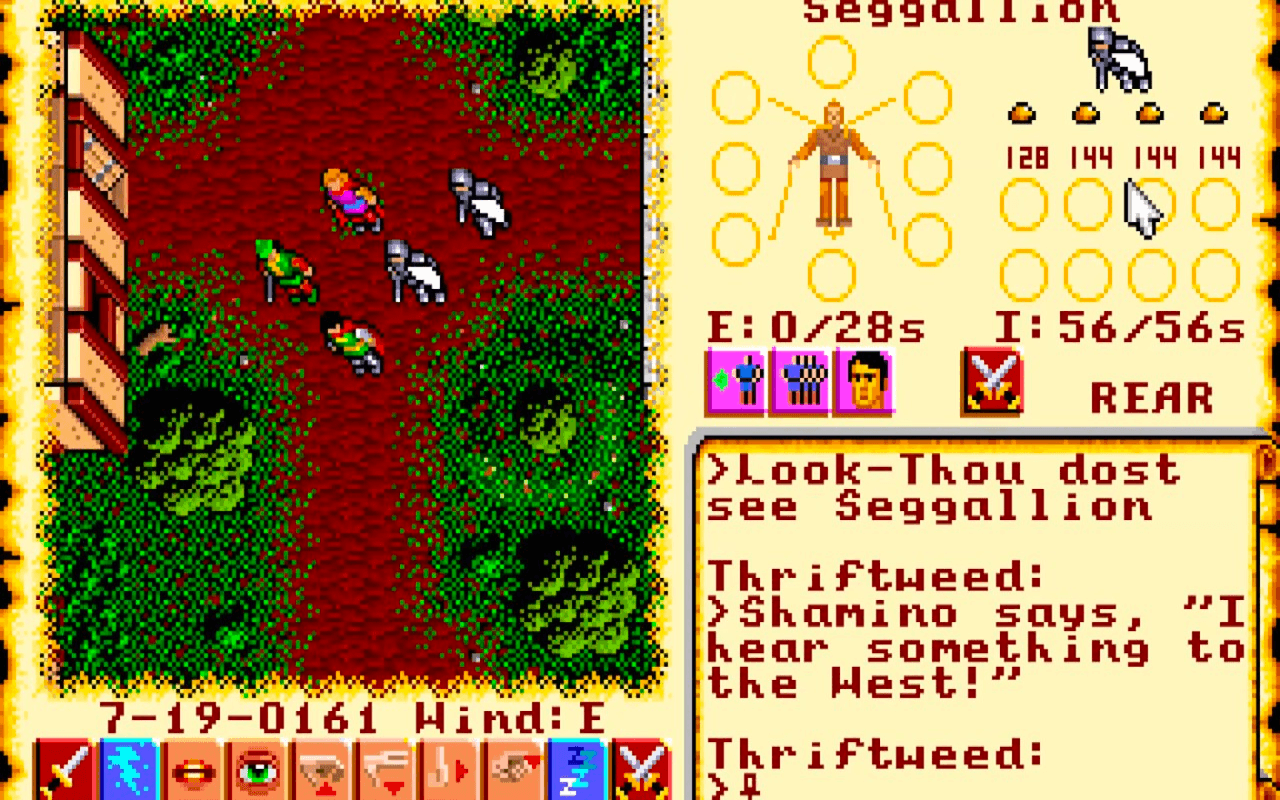 Seggallion
128 144 144 144
E:0/28s I:56/56s
REAR
>Look-Thou dost
see Seggallion
Thriftweed:
>Shamino says, "I
hear something to
the West!"
Thriftweed:
>
7-19-0161 Wind:E